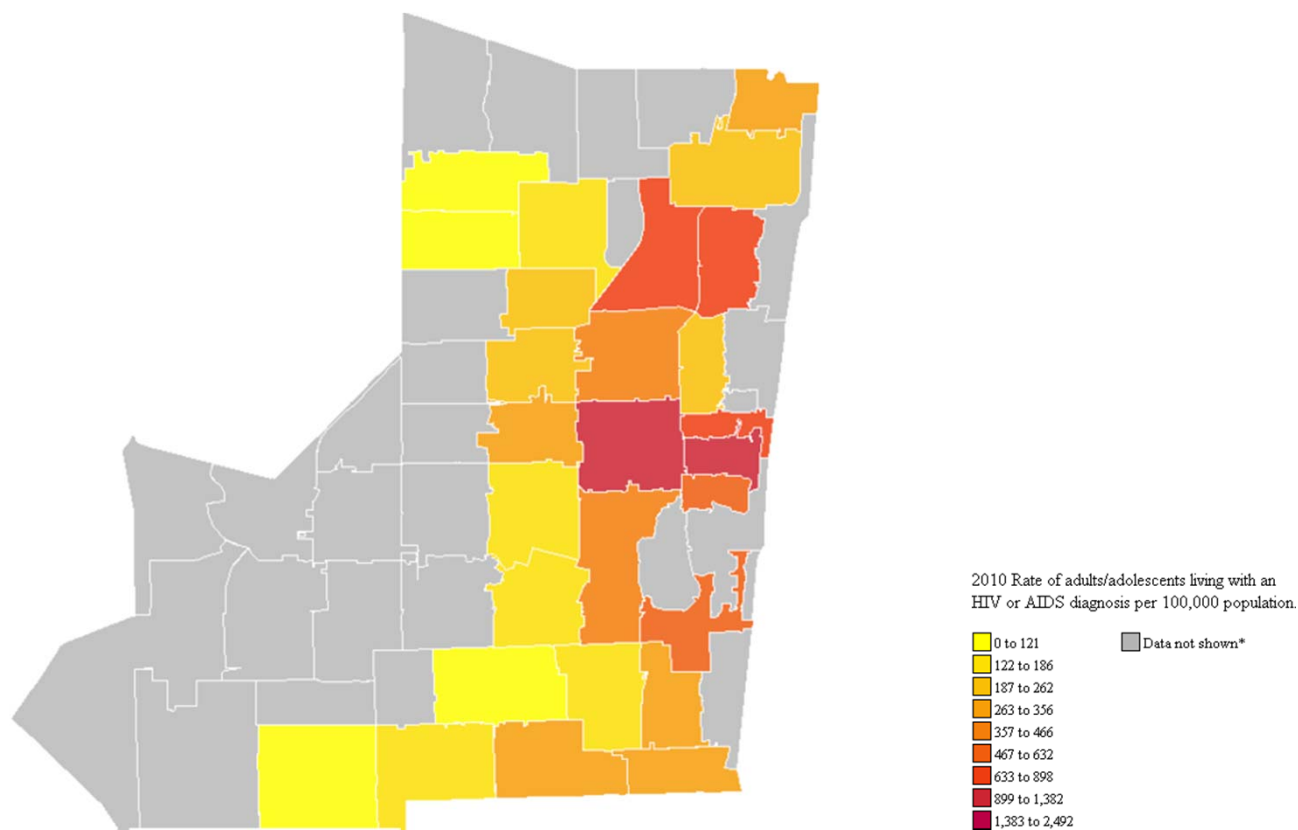 2010 Rate of adults/adolescents living with an
HIV or AIDS diagnosis per 100,000 population.
0 to 121
Data not shown*
122 to 186
187 to 262
263 to 356
357 to 466
467 to 632
633 to 898
899 to 1,382
1,383 to 2,492